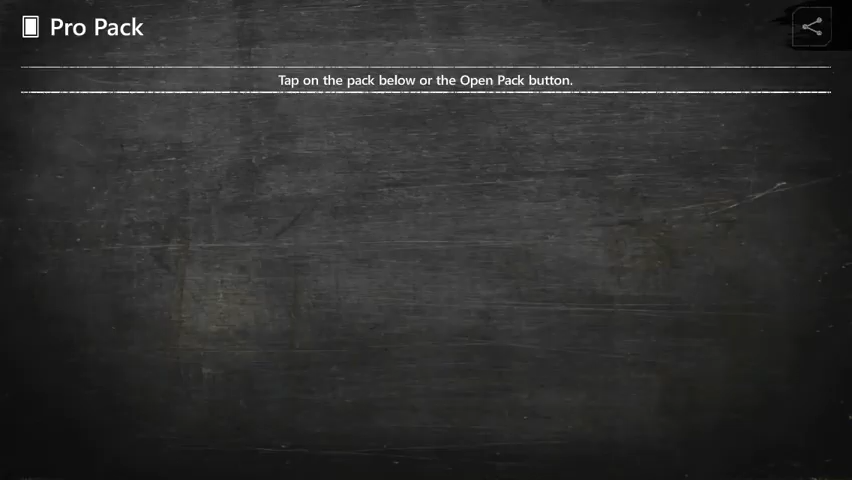 Pro Pack
Tap on the pack below or the Open Pack button.